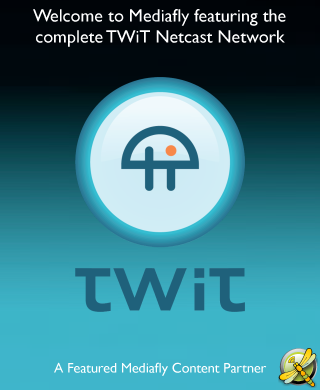 Welcome to Mediafly featuring the
complete TWiT Netcast Network
TWiT
A Featured Mediafly Content Partner